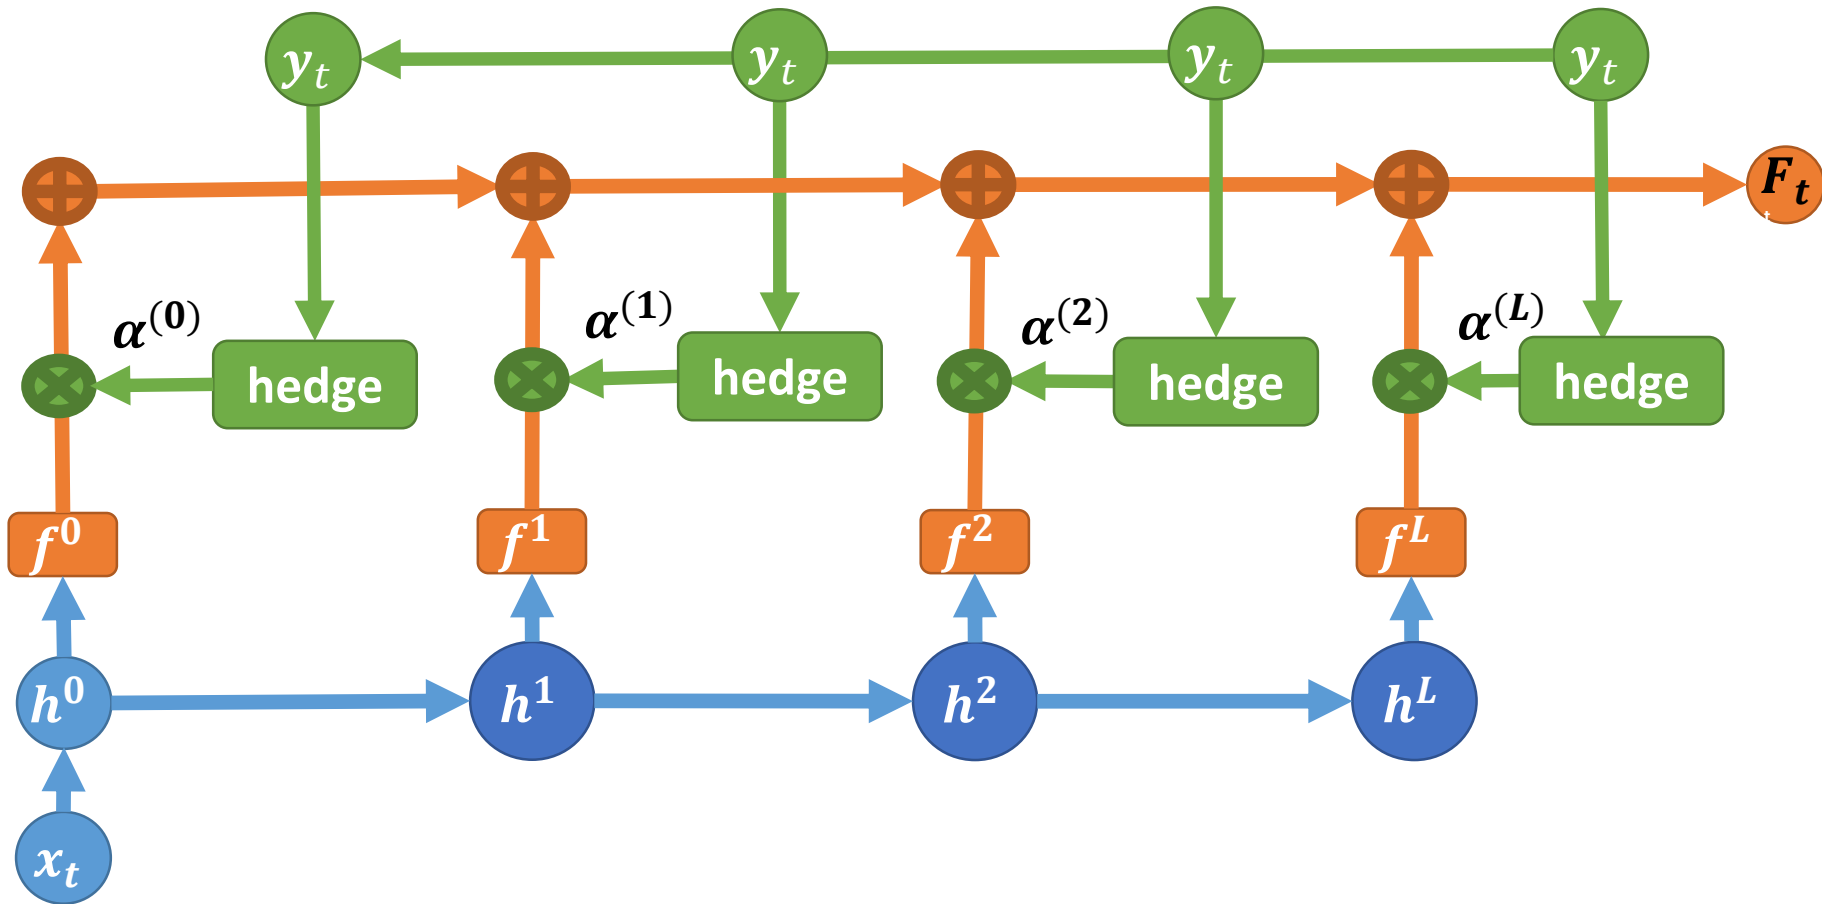 y_t y_t y_t y_t
F_t
t
α^(0) α^(1) α^(2) α^(L)
hedge hedge hedge hedge
f^0 f^1 f^2 f^L
h^0 h^1 h^2 h^L
x_t